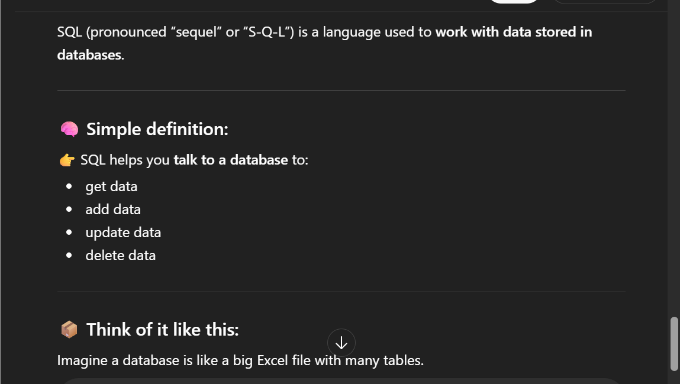 SQL (pronounced “sequel” or “S-Q-L”) is a language used to work with data stored in
databases.
🧠 Simple definition:
👉 SQL helps you talk to a database to:
• get data
• add data
• update data
• delete data
📦 Think of it like this:
Imagine a database is like a big Excel file with many tables.